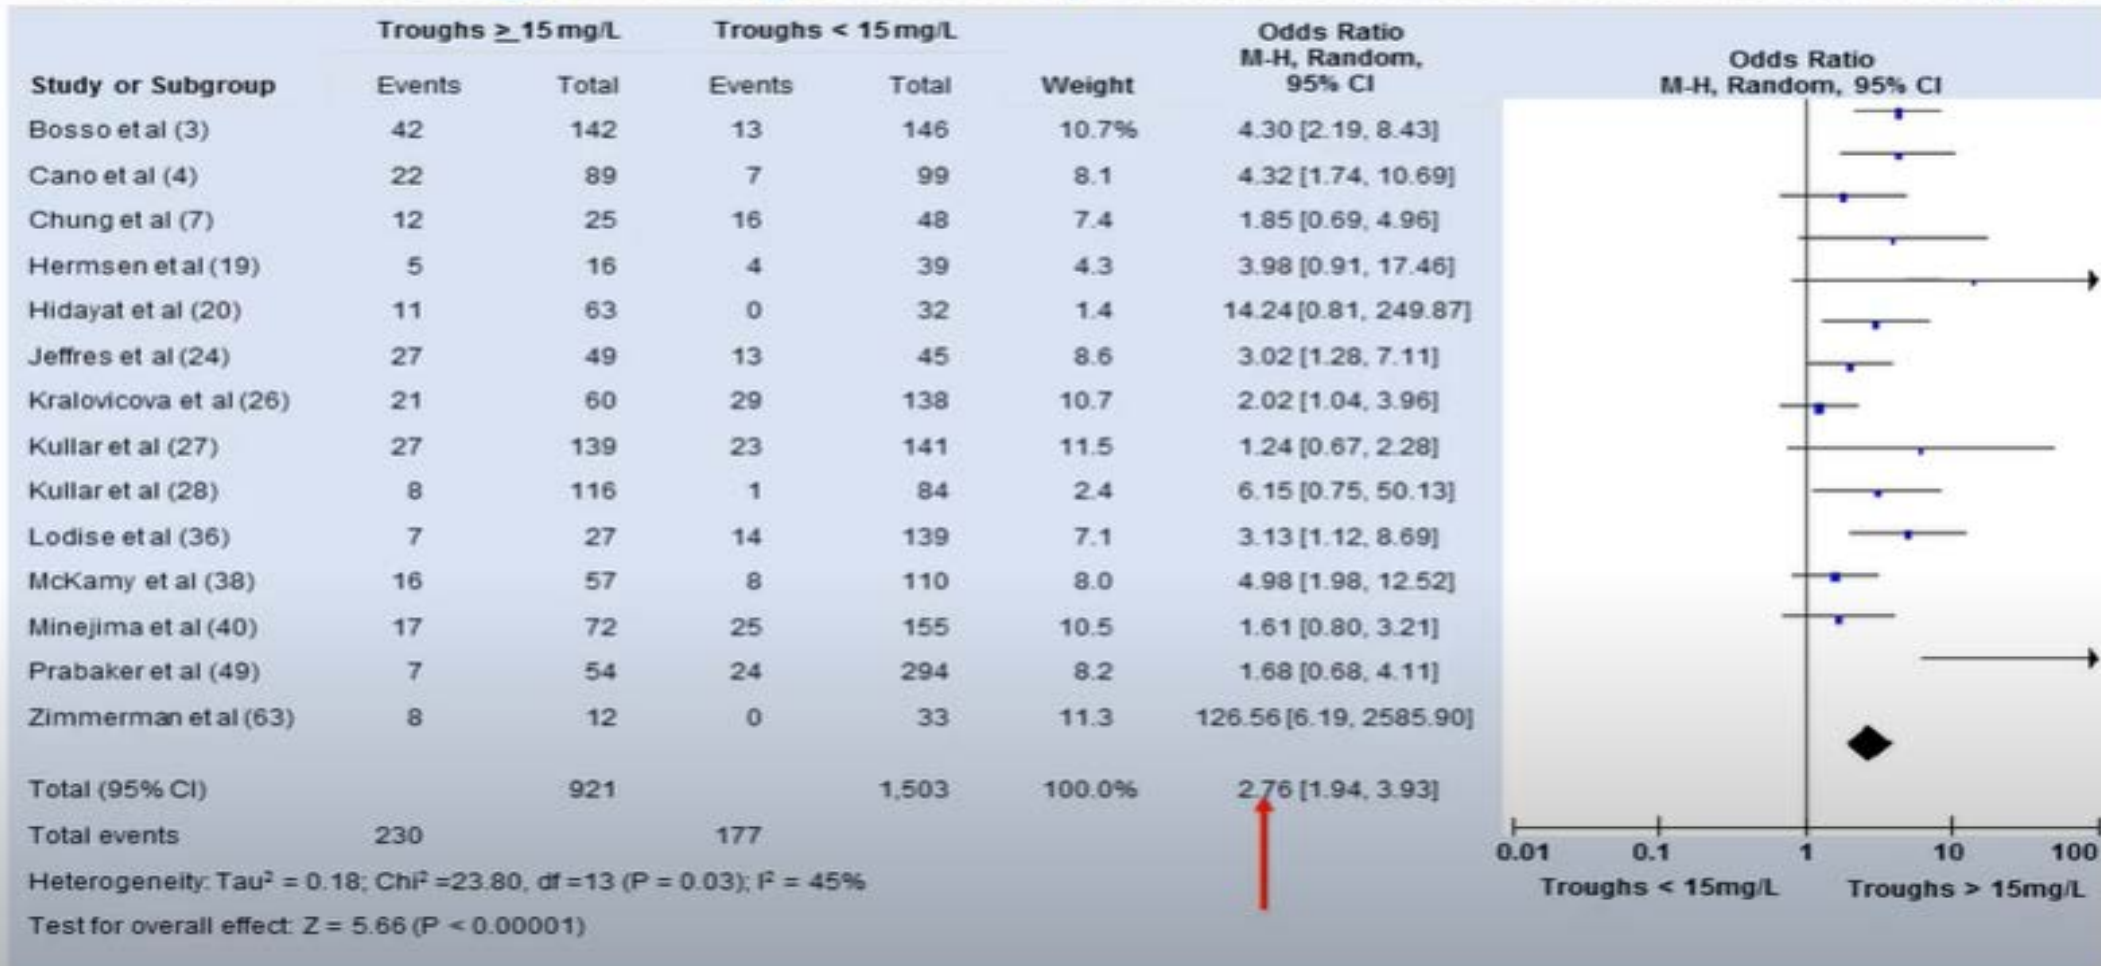 Troughs ≥ 15 mg/L Troughs < 15 mg/L Odds Ratio
M-H, Random,
95% CI
Odds Ratio
M-H, Random, 95% CI
Study or Subgroup Events Total Events Total Weight
Bosso et al (3) 42 142 13 146 10.7% 4.30 [2.19, 8.43]
Cano et al (4) 22 89 7 99 8.1 4.32 [1.74, 10.69]
Chung et al (7) 12 25 16 48 7.4 1.85 [0.69, 4.96]
Hermsen et al (19) 5 16 4 39 4.3 3.98 [0.91, 17.46]
Hidayat et al (20) 11 63 0 32 1.4 14.24 [0.81, 249.87]
Jeffres et al (24) 27 49 13 45 8.6 3.02 [1.28, 7.11]
Kralovicova et al (26) 21 60 29 138 10.7 2.02 [1.04, 3.96]
Kullar et al (27) 27 139 23 141 11.5 1.24 [0.67, 2.28]
Kullar et al (28) 8 116 1 84 2.4 6.15 [0.75, 50.13]
Lodise et al (36) 7 27 14 139 7.1 3.13 [1.12, 8.69]
McKamy et al (38) 16 57 8 110 8.0 4.98 [1.98, 12.52]
Minejima et al (40) 17 72 25 155 10.5 1.61 [0.80, 3.21]
Prabaker et al (49) 7 54 24 294 8.2 1.68 [0.68, 4.11]
Zimmerman et al (63) 8 12 0 33 11.3 126.56 [6.19, 2585.90]
Total (95% CI) 921 1,503 100.0% 2.76 [1.94, 3.93]
Total events 230 177
Heterogeneity: Tau² = 0.18; Chi² =23.80, df =13 (P = 0.03); I² = 45%
Test for overall effect: Z = 5.66 (P < 0.00001)
0.01 0.1 1 10 100
Troughs < 15mg/L Troughs > 15mg/L